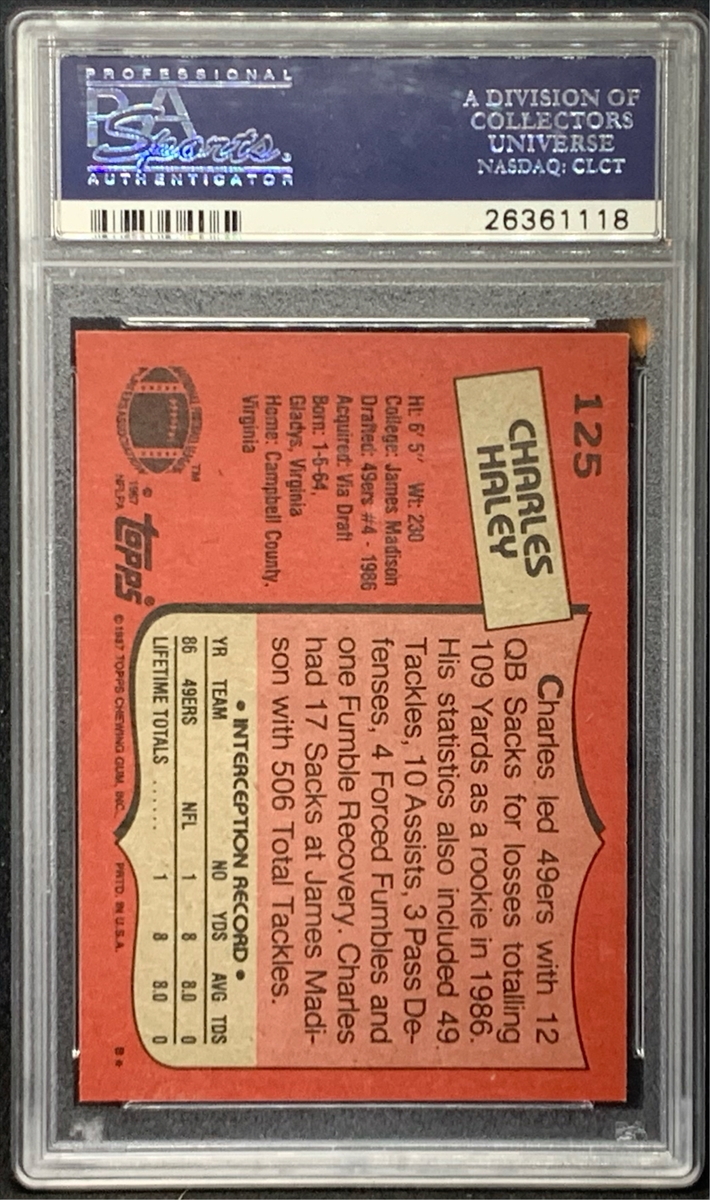 PROFESSIONAL
PSA
Sports
AUTHENTICATOR
A DIVISION OF
COLLECTORS
UNIVERSE
NASDAQ: CLCT
26361118
125
CHARLES
HALEY
Ht: 6' 5" Wt: 230
College: James Madison
Drafted: 49ers #4 - 1986
Acquired: Via Draft
Born: 1-6-64,
Gladys, Virginia
Home: Campbell County,
Virginia
Charles led 49ers with 12
QB Sacks for losses totalling
109 Yards as a rookie in 1986.
His statistics also included 49
Tackles, 10 Assists, 3 Pass De-
fenses, 4 Forced Fumbles and
one Fumble Recovery. Charles
had 17 Sacks at James Madi-
son with 506 Total Tackles.
• INTERCEPTION RECORD •
YR TEAM NO YDS AVG TDS
86 49ERS NFL 1 8 8.0 0
LIFETIME TOTALS ...... 1 8 8.0 0
TM
© 1987
NFLPA
topps®
© 1987 TOPPS CHEWING GUM, INC.
PRTD. IN U.S.A.
B*